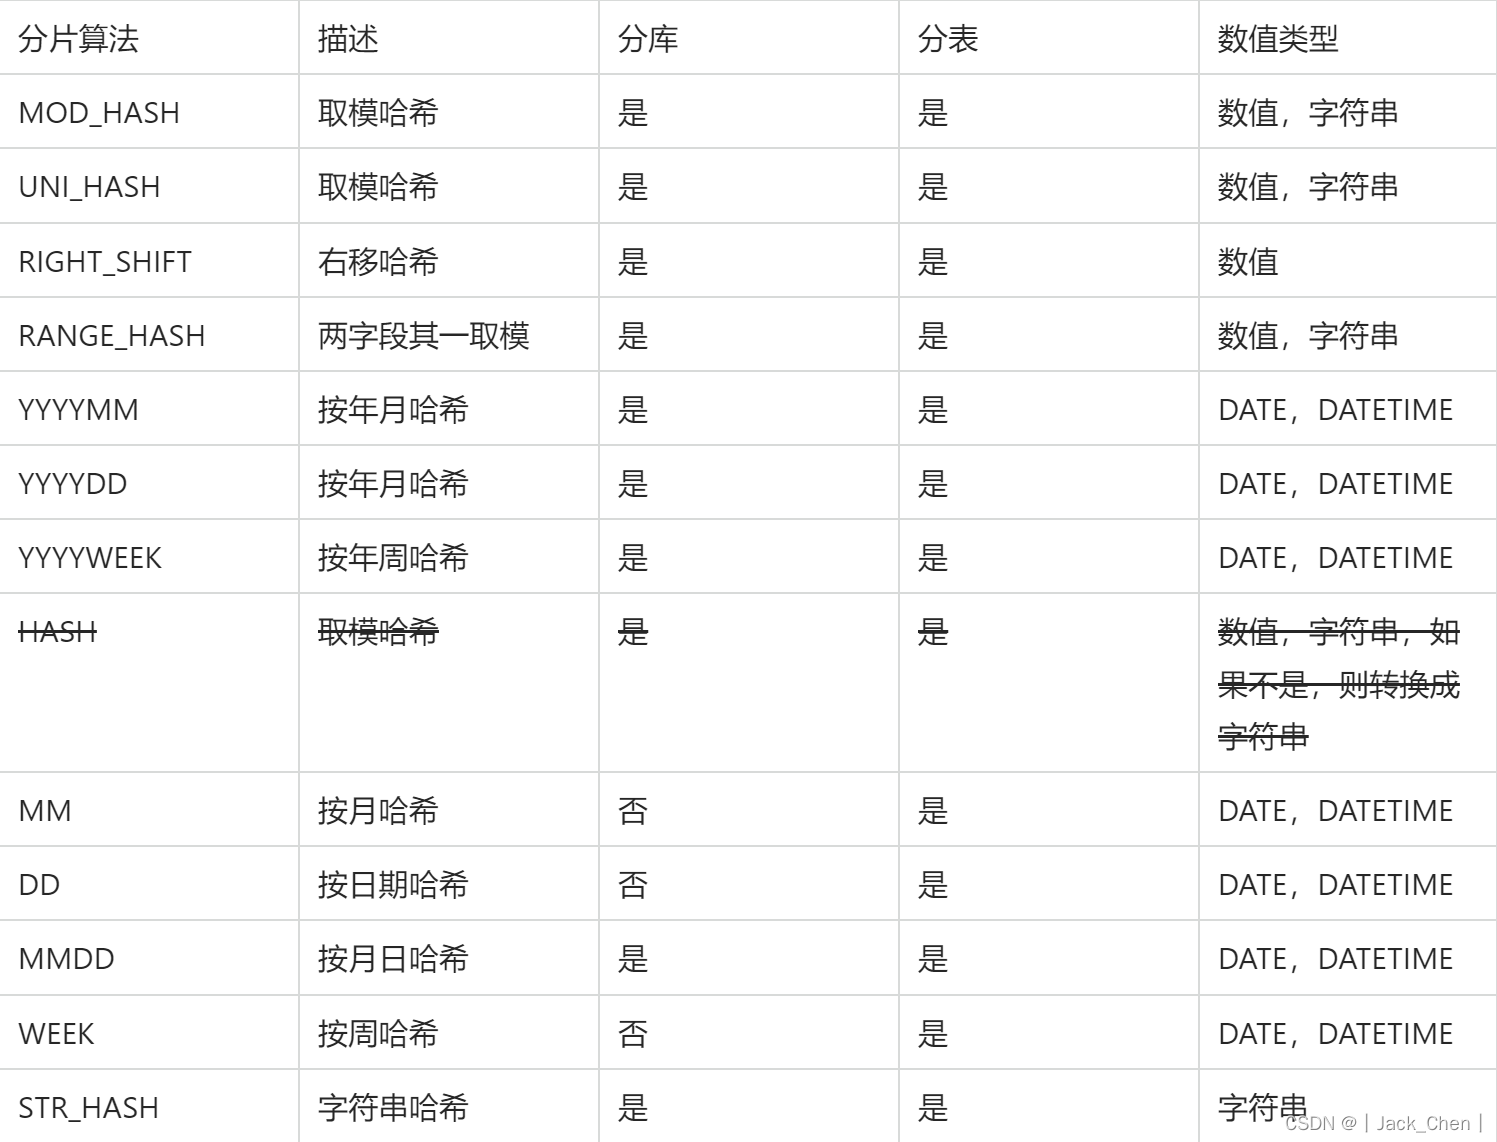 分片算法 描述 分库 分表 数值类型
MOD_HASH 取模哈希 是 是 数值，字符串
UNI_HASH 取模哈希 是 是 数值，字符串
RIGHT_SHIFT 右移哈希 是 是 数值
RANGE_HASH 两字段其一取模 是 是 数值，字符串
YYYYMM 按年月哈希 是 是 DATE，DATETIME
YYYYDD 按年月哈希 是 是 DATE，DATETIME
YYYYWEEK 按年周哈希 是 是 DATE，DATETIME
HASH 取模哈希 是 是 数值，字符串，如
果不是，则转换成
字符串
MM 按月哈希 否 是 DATE，DATETIME
DD 按日期哈希 否 是 DATE，DATETIME
MMDD 按月日哈希 是 是 DATE，DATETIME
WEEK 按周哈希 否 是 DATE，DATETIME
STR_HASH 字符串哈希 是 是 字符串
CSDN @｜Jack_Chen｜